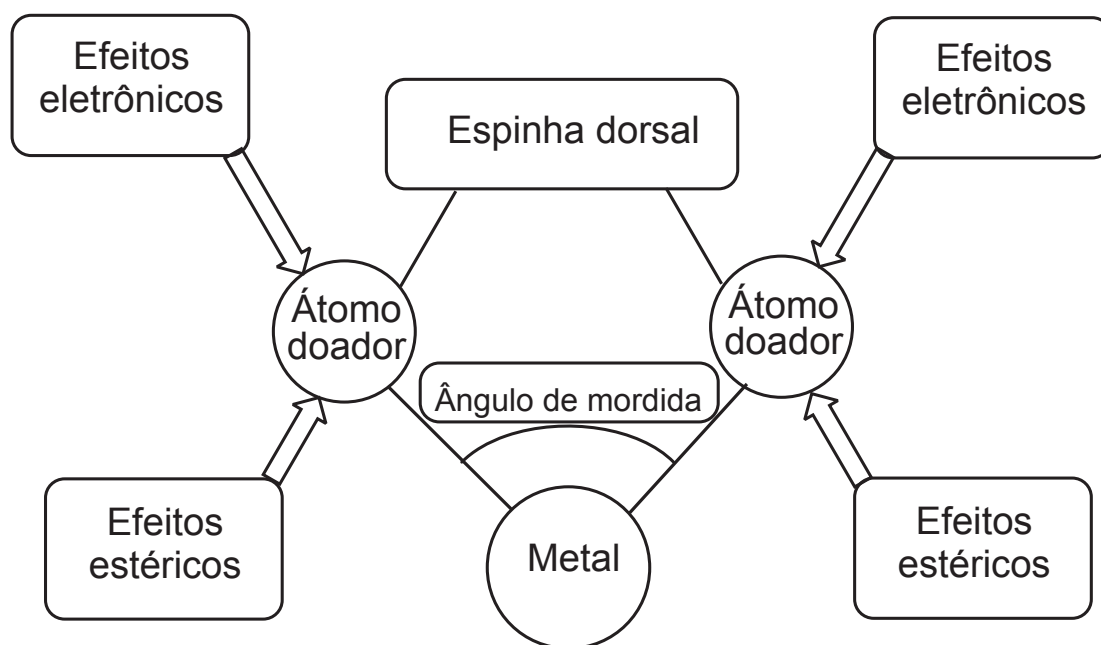 Efeitos
eletrônicos
Espinha dorsal
Efeitos
eletrônicos
Átomo
doador
Átomo
doador
Ângulo de mordida
Efeitos
estéricos
Metal
Efeitos
estéricos